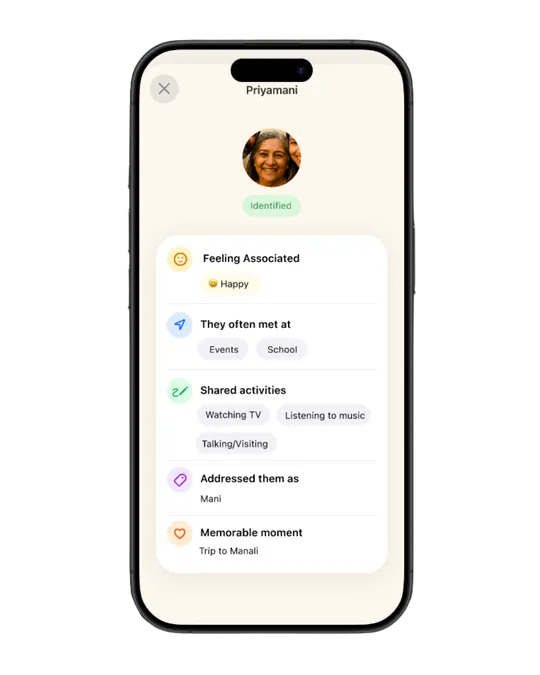 Priyamani
Identified
Feeling Associated
😄 Happy
They often met at
Events School
Shared activities
Watching TV Listening to music
Talking/Visiting
Addressed them as
Mani
Memorable moment
Trip to Manali